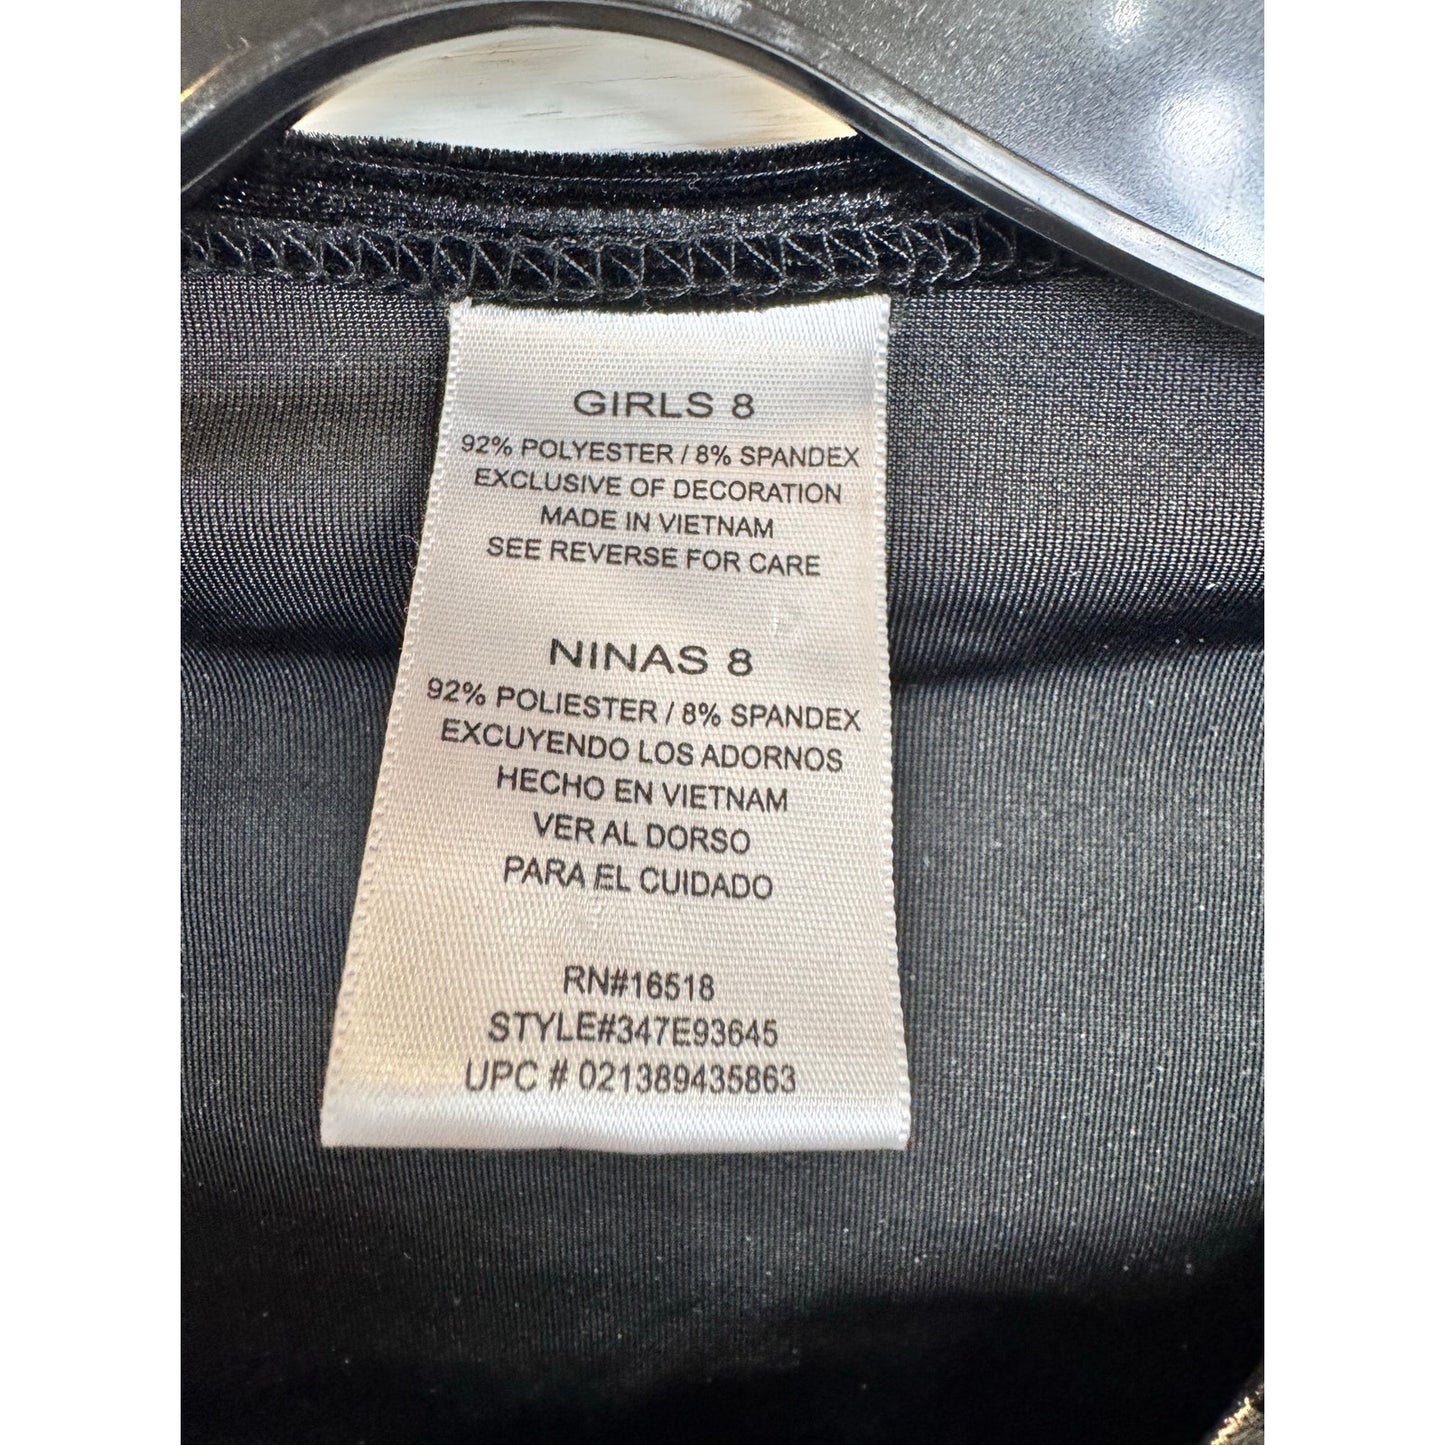 GIRLS 8
92% POLYESTER / 8% SPANDEX
EXCLUSIVE OF DECORATION
MADE IN VIETNAM
SEE REVERSE FOR CARE
NINAS 8
92% POLIESTER / 8% SPANDEX
EXCUYENDO LOS ADORNOS
HECHO EN VIETNAM
VER AL DORSO
PARA EL CUIDADO
RN#16518
STYLE#347E93645
UPC # 021389435863